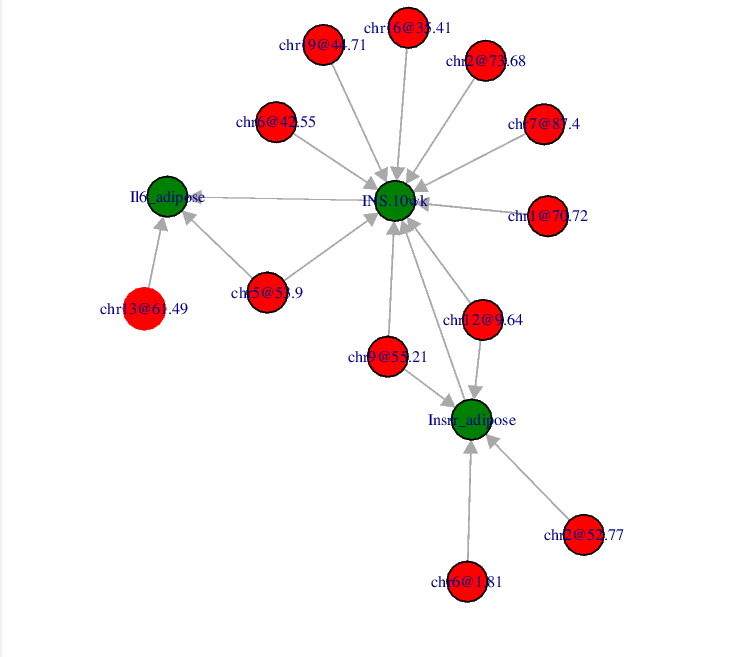 chr16@35.41
chr19@44.71
chr2@73.68
chr6@42.55
chr7@87.4
Il6_adipose
INS.10wk
chr1@70.72
chr5@53.9
chr13@61.49
chr12@9.64
chr9@55.21
Insrr_adipose
chr2@52.77
chr6@1.81